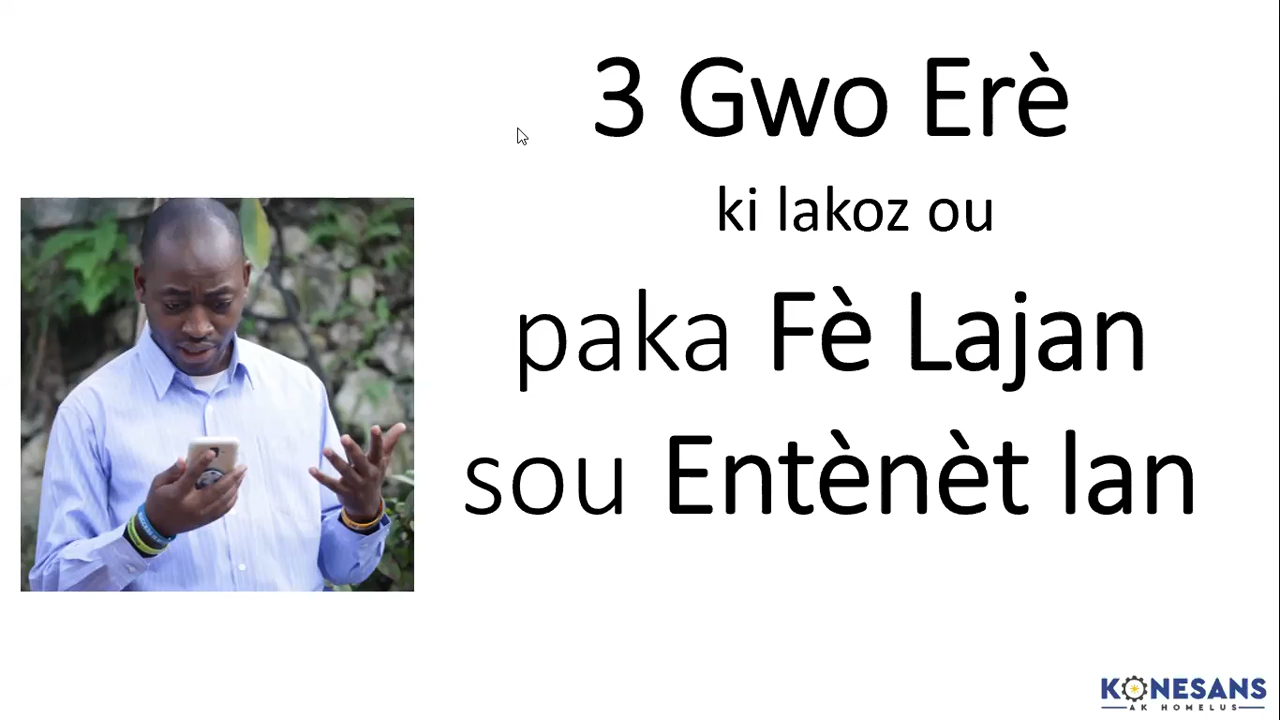 3 Gwo Erè
ki lakoz ou
paka Fè Lajan
sou Entènèt lan
KONESANS
AK HOMELUS